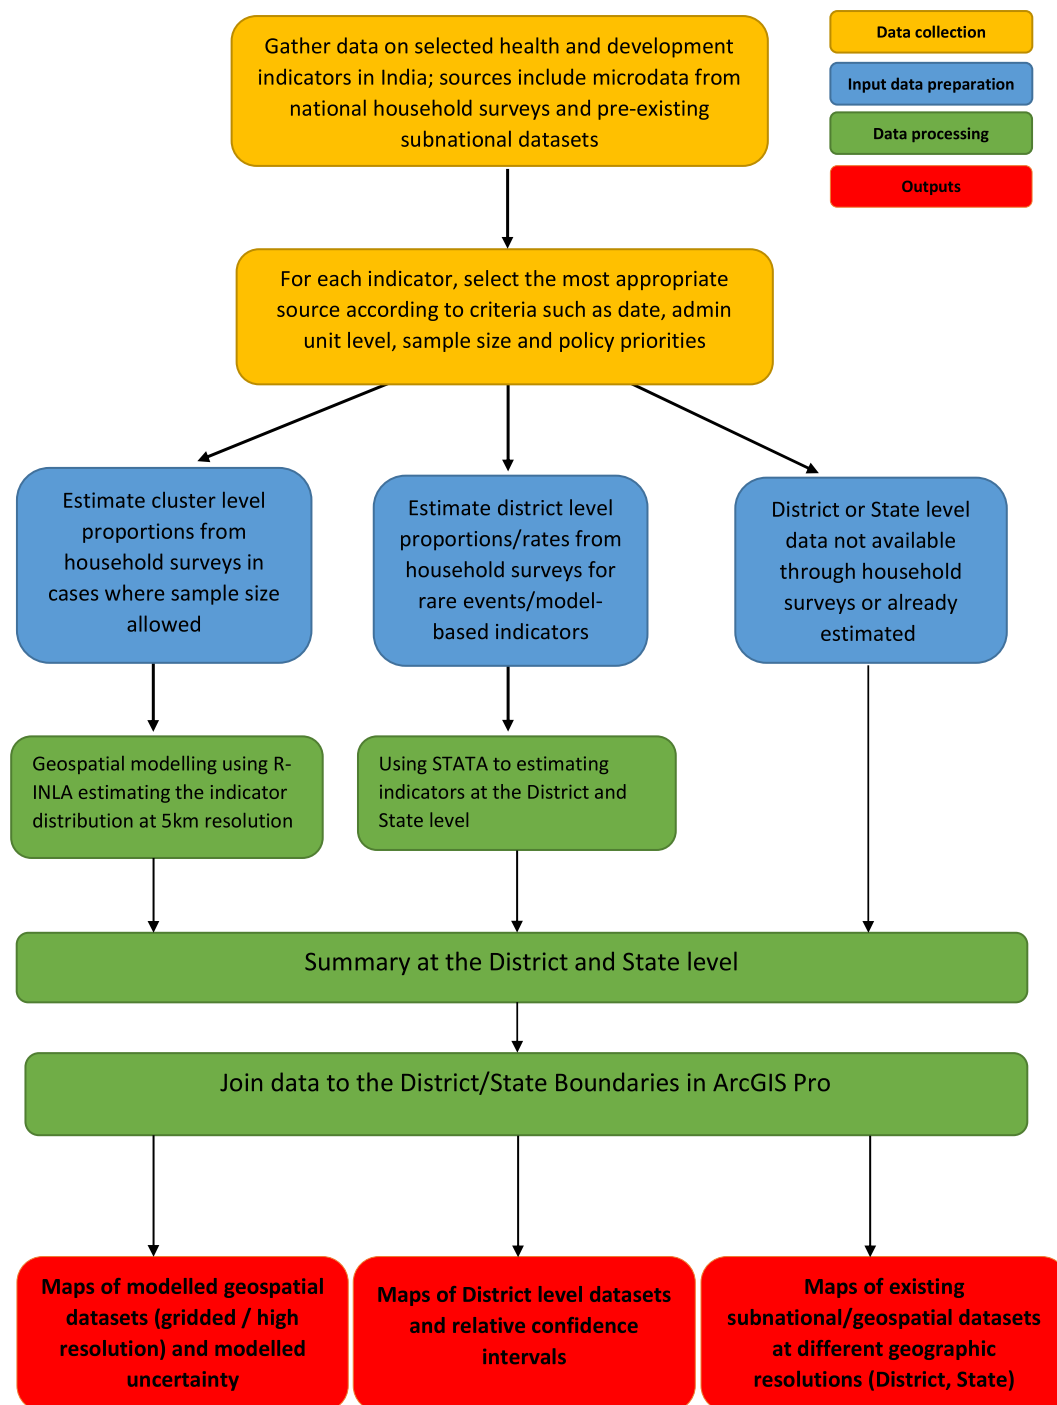 Gather data on selected health and development
indicators in India; sources include microdata from
national household surveys and pre-existing
subnational datasets
Data collection
Input data preparation
Data processing
Outputs
For each indicator, select the most appropriate
source according to criteria such as date, admin
unit level, sample size and policy priorities
Estimate cluster level
proportions from
household surveys in
cases where sample size
allowed
Estimate district level
proportions/rates from
household surveys for
rare events/model-
based indicators
District or State level
data not available
through household
surveys or already
estimated
Geospatial modelling using R-
INLA estimating the indicator
distribution at 5km resolution
Using STATA to estimating
indicators at the District and
State level
Summary at the District and State level
Join data to the District/State Boundaries in ArcGIS Pro
Maps of modelled geospatial
datasets (gridded / high
resolution) and modelled
uncertainty
Maps of District level datasets
and relative confidence
intervals
Maps of existing
subnational/geospatial datasets
at different geographic
resolutions (District, State)